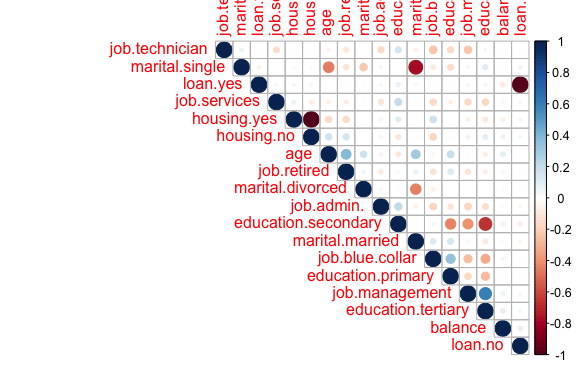 job.te
marit
loan.
job.se
hous
hous
age
job.re
marit
job.a
educ.
marit
job.b
educ
job.m
educ.
balan
loan.
job.technician
marital.single
loan.yes
job.services
housing.yes
housing.no
age
job.retired
marital.divorced
job.admin.
education.secondary
marital.married
job.blue.collar
education.primary
job.management
education.tertiary
balance
loan.no
1
0.8
0.6
0.4
0.2
0
-0.2
-0.4
-0.6
-0.8
-1